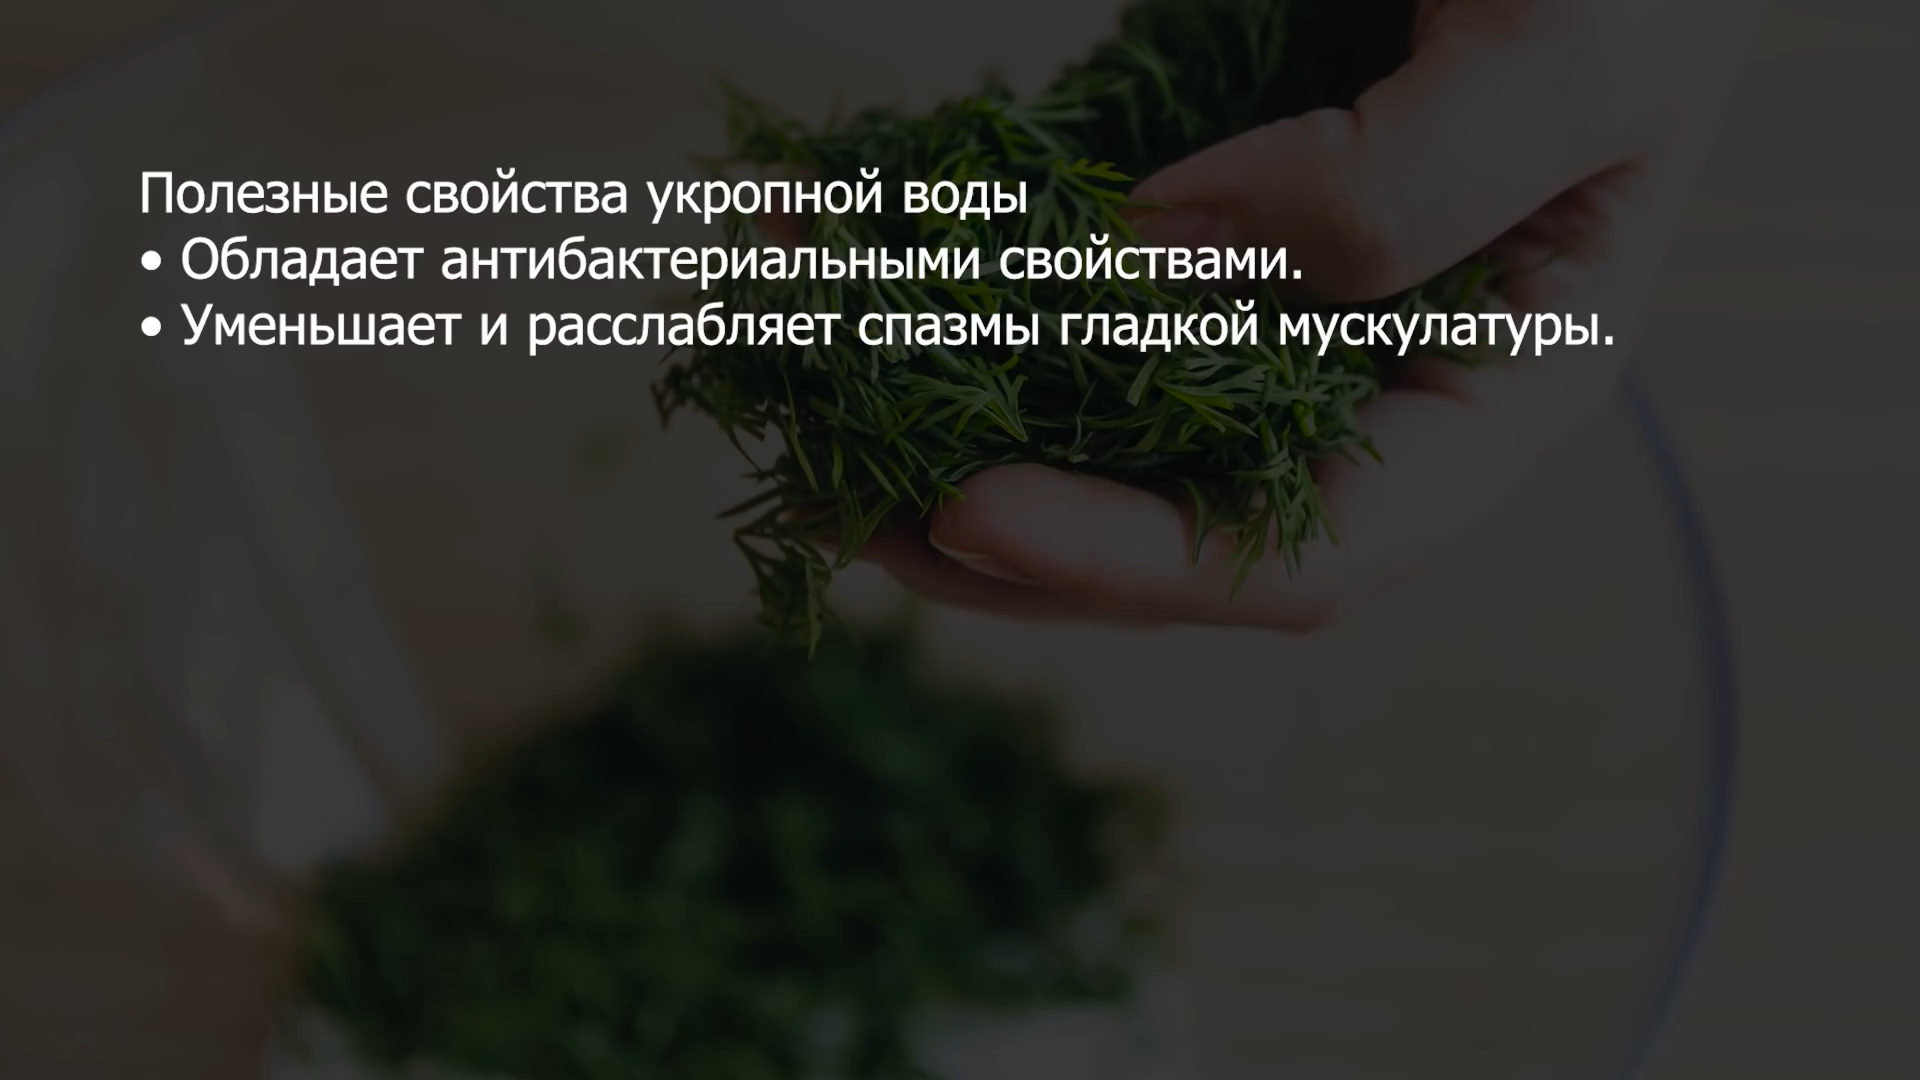 Полезные свойства укропной воды
• Обладает антибактериальными свойствами.
• Уменьшает и расслабляет спазмы гладкой мускулатуры.